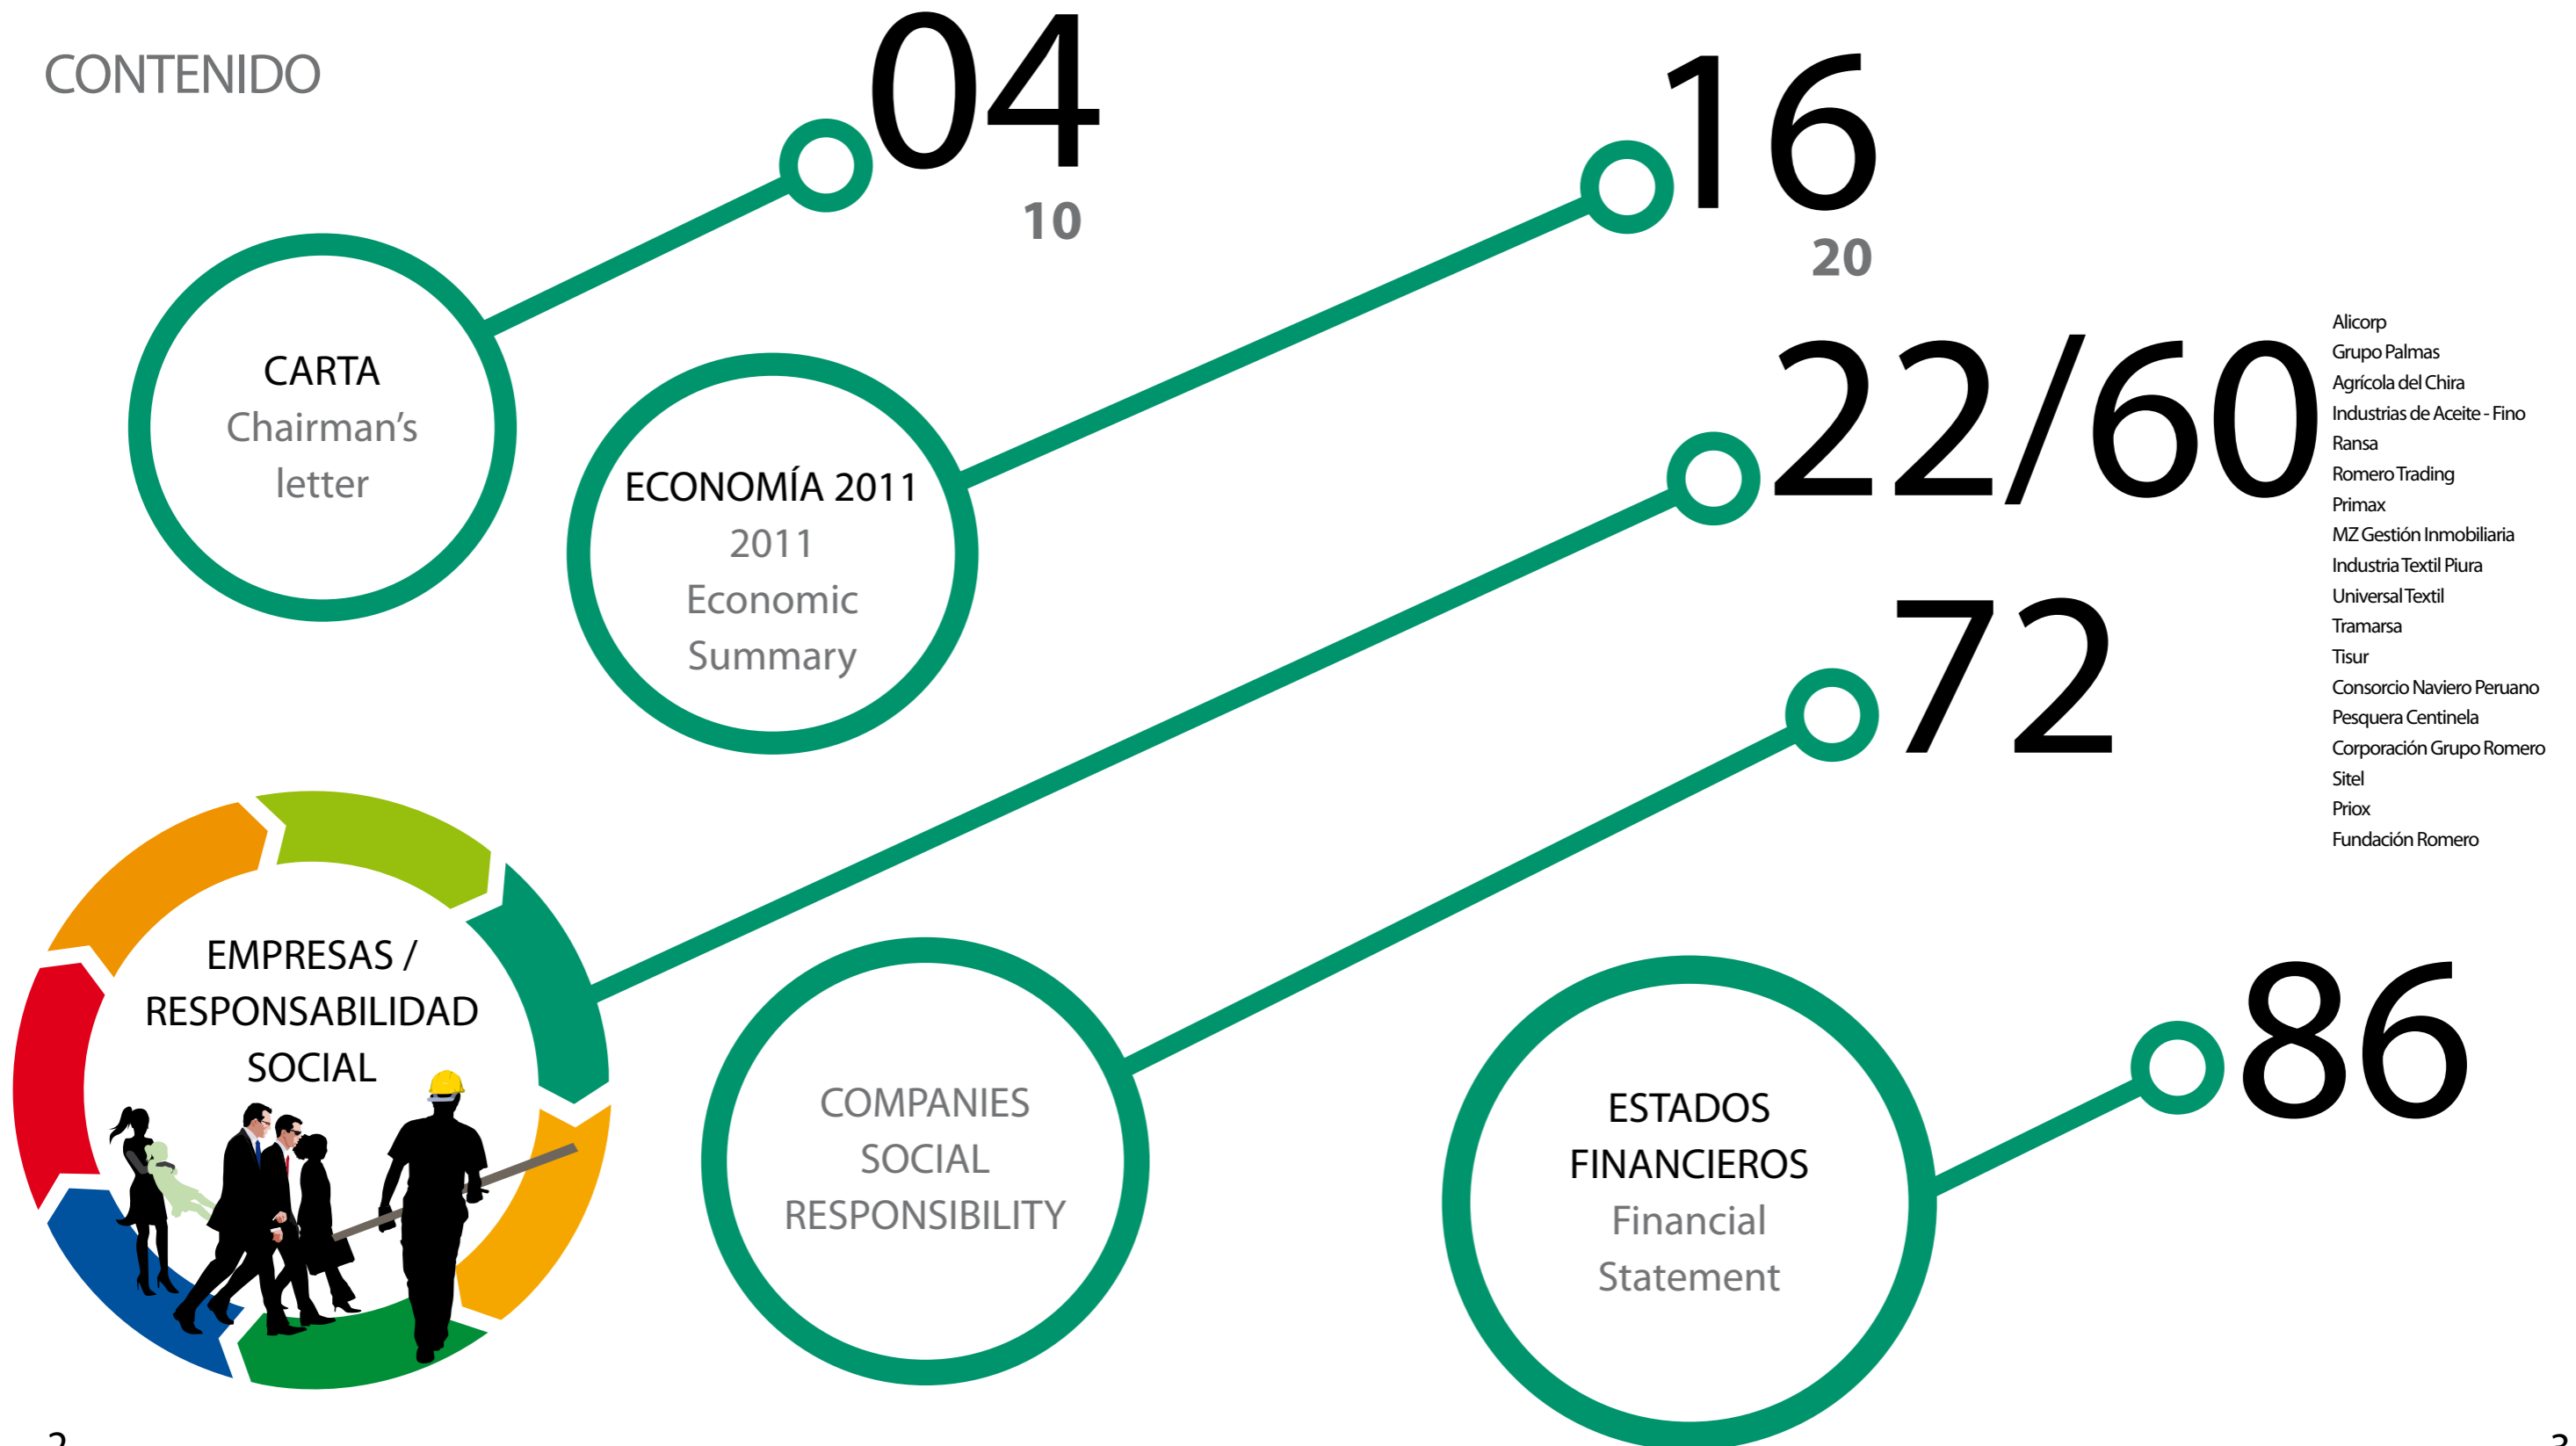 CONTENIDO
04
10
CARTA
Chairman's
letter
16
20
ECONOMÍA 2011
2011
Economic
Summary
22/60
Alicorp
Grupo Palmas
Agrícola del Chira
Industrias de Aceite - Fino
Ransa
Romero Trading
Primax
MZ Gestión Inmobiliaria
Industria Textil Piura
Universal Textil
Tramarsa
Tisur
Consorcio Naviero Peruano
Pesquera Centinela
Corporación Grupo Romero
Sitel
Priox
Fundación Romero
EMPRESAS /
RESPONSABILIDAD
SOCIAL
72
COMPANIES
SOCIAL
RESPONSIBILITY
86
ESTADOS
FINANCIEROS
Financial
Statement
2
3